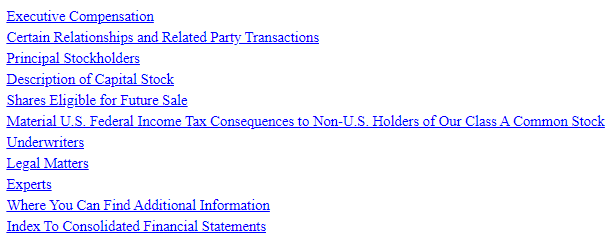 Executive Compensation
Certain Relationships and Related Party Transactions
Principal Stockholders
Description of Capital Stock
Shares Eligible for Future Sale
Material U.S. Federal Income Tax Consequences to Non-U.S. Holders of Our Class A Common Stock
Underwriters
Legal Matters
Experts
Where You Can Find Additional Information
Index To Consolidated Financial Statements